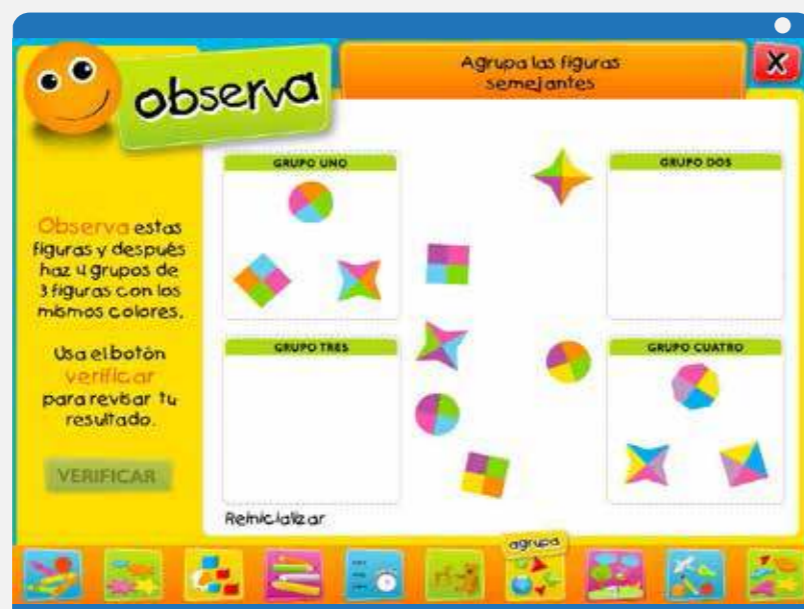 observa
Agrupa las figuras
semejantes
X
Observa estas
figuras y después
haz 4 grupos de
3 figuras con los
mismos colores.
Usa el botón
verificar
para revisar tu
resultado.
VERIFICAR
GRUPO UNO
GRUPO DOS
GRUPO TRES
GRUPO CUATRO
Reinicializar
agrupa